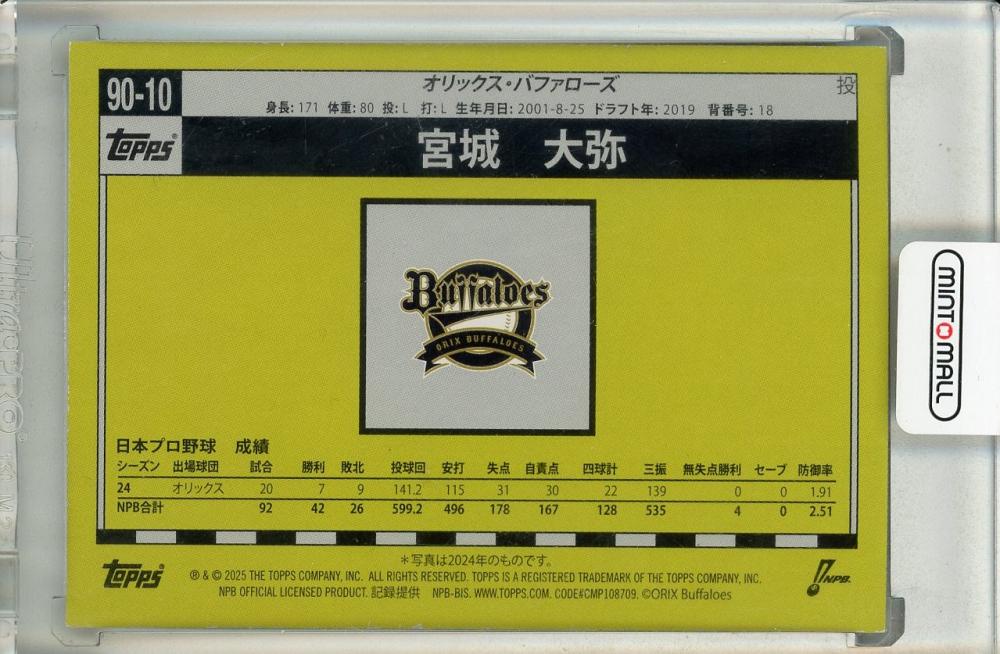 90-10
オリックス・バファローズ
投
身長: 171 体重: 80 投: L 打: L 生年月日: 2001-8-25 ドラフト年: 2019 背番号: 18
Topps
宮城 大弥
Buffaloes
ORIX BUFFALOES
MINT MALL
日本プロ野球 成績
シーズン 出場球団 試合 勝利 敗北 投球回 安打 失点 自責点 四球計 三振 無失点勝利 セーブ 防御率
24 オリックス 20 7 9 141.2 115 31 30 22 139 0 0 1.91
NPB合計 92 42 26 599.2 496 178 167 128 535 4 0 2.51
＊写真は2024年のものです。
Topps
® & © 2025 THE TOPPS COMPANY, INC. ALL RIGHTS RESERVED. TOPPS IS A REGISTERED TRADEMARK OF THE TOPPS COMPANY, INC.
NPB OFFICIAL LICENSED PRODUCT. 記録提供 NPB-BIS. WWW.TOPPS.COM. CODE#CMP108709. ©ORIX Buffaloes
NPB